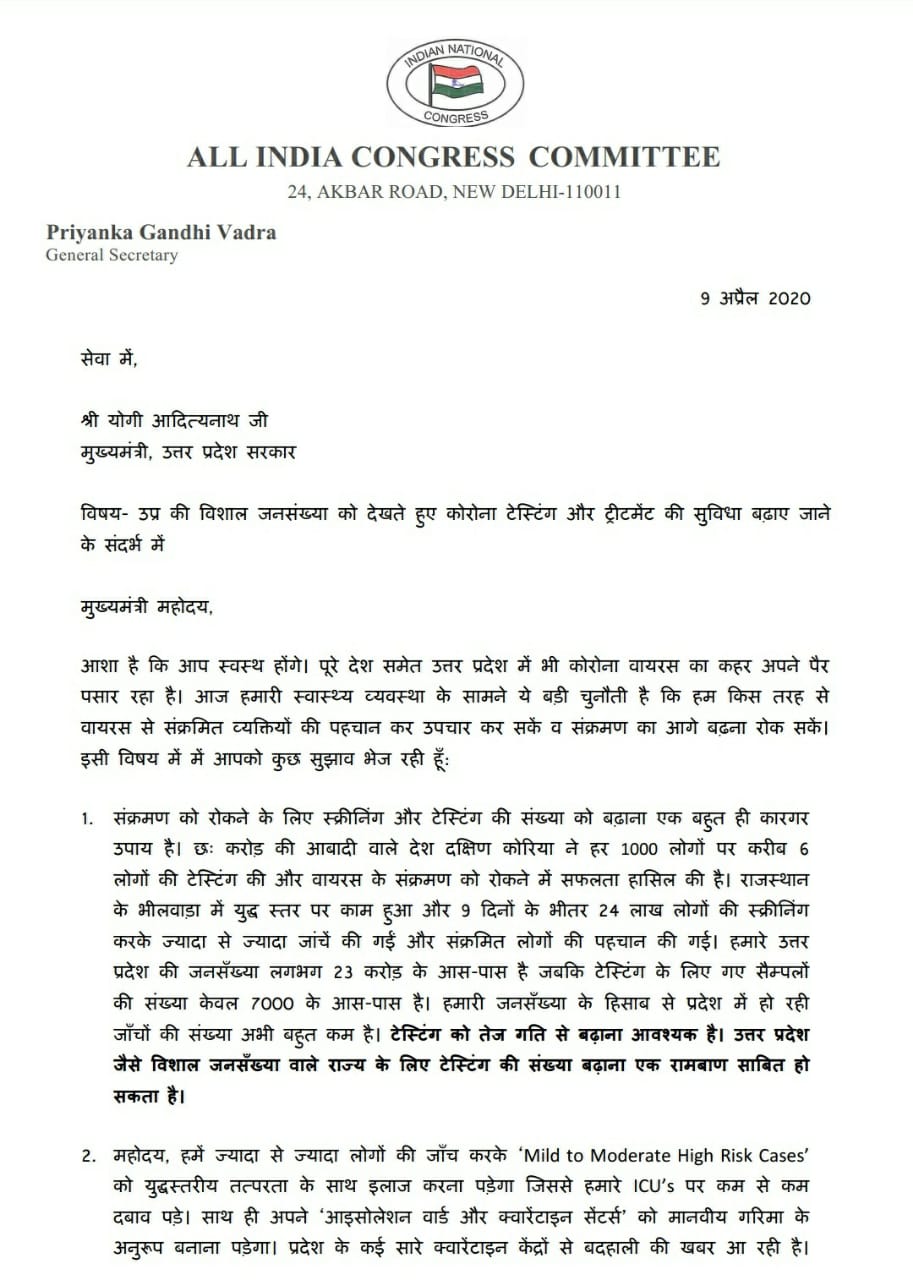 INDIAN NATIONAL
CONGRESS
ALL INDIA CONGRESS COMMITTEE
24, AKBAR ROAD, NEW DELHI-110011
Priyanka Gandhi Vadra
General Secretary
9 अप्रैल 2020
सेवा में,
श्री योगी आदित्यनाथ जी
मुख्यमंत्री, उत्तर प्रदेश सरकार
विषय- उप्र की विशाल जनसंख्या को देखते हुए कोरोना टेस्टिंग और ट्रीटमेंट की सुविधा बढ़ाए जाने
के संदर्भ में
मुख्यमंत्री महोदय,
आशा है कि आप स्वस्थ होंगे। पूरे देश समेत उत्तर प्रदेश में भी कोरोना वायरस का कहर अपने पैर
पसार रहा है। आज हमारी स्वास्थ्य व्यवस्था के सामने ये बड़ी चुनौती है कि हम किस तरह से
वायरस से संक्रमित व्यक्तियों की पहचान कर उपचार कर सकें व संक्रमण का आगे बढ़ना रोक सकें।
इसी विषय में में आपको कुछ सुझाव भेज रही हूँ:
1. संक्रमण को रोकने के लिए स्क्रीनिंग और टेस्टिंग की संख्या को बढ़ाना एक बहुत ही कारगर
उपाय है। छः करोड़ की आबादी वाले देश दक्षिण कोरिया ने हर 1000 लोगों पर करीब 6
लोगों की टेस्टिंग की और वायरस के संक्रमण को रोकने में सफलता हासिल की है। राजस्थान
के भीलवाड़ा में युद्ध स्तर पर काम हुआ और 9 दिनों के भीतर 24 लाख लोगों की स्क्रीनिंग
करके ज्यादा से ज्यादा जांचें की गईं और संक्रमित लोगों की पहचान की गई। हमारे उत्तर
प्रदेश की जनसँख्या लगभग 23 करोड़ के आस-पास है जबकि टेस्टिंग के लिए गए सैम्पलों
की संख्या केवल 7000 के आस-पास है। हमारी जनसँख्या के हिसाब से प्रदेश में हो रही
जाँचों की संख्या अभी बहुत कम है। टेस्टिंग को तेज गति से बढ़ाना आवश्यक है। उत्तर प्रदेश
जैसे विशाल जनसँख्या वाले राज्य के लिए टेस्टिंग की संख्या बढ़ाना एक रामबाण साबित हो
सकता है।
2. महोदय, हमें ज्यादा से ज्यादा लोगों की जाँच करके ‘Mild to Moderate High Risk Cases’
को युद्धस्तरीय तत्परता के साथ इलाज करना पड़ेगा जिससे हमारे ICU’s पर कम से कम
दबाव पड़े। साथ ही अपने ‘आइसोलेशन वार्ड और क्वारेंटाइन सेंटर्स’ को मानवीय गरिमा के
अनुरूप बनाना पड़ेगा। प्रदेश के कई सारे क्वारेंटाइन केंद्रों से बदहाली की खबर आ रही है।